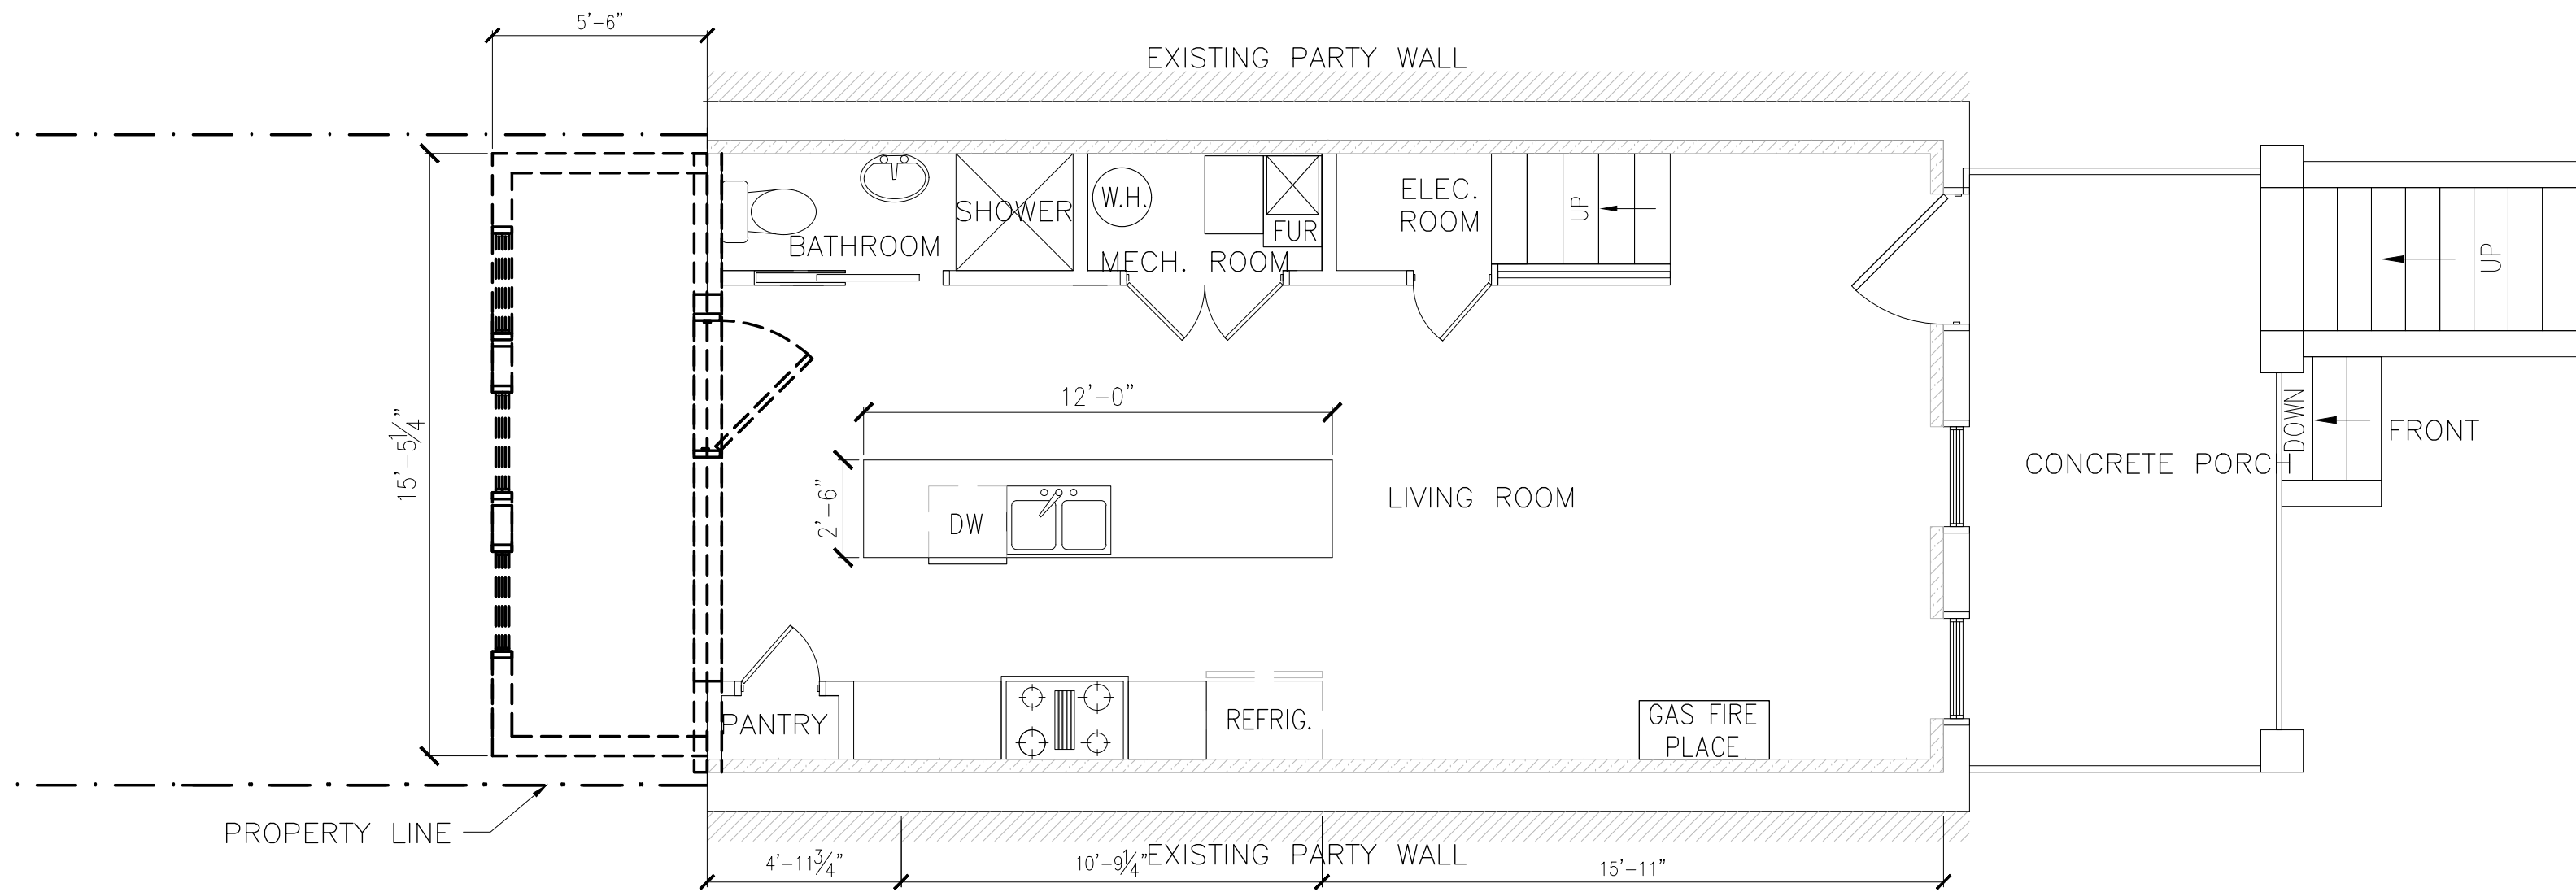 5'-6"
EXISTING PARTY WALL
W.H.
ELEC.
ROOM
UP
SHOWER
FUR
BATHROOM
MECH. ROOM
UP
12'-0"
15'-5¼"
DOWN
FRONT
CONCRETE PORCH
2'-6"
DW
LIVING ROOM
PANTRY
REFRIG.
GAS FIRE
PLACE
PROPERTY LINE
EXISTING PARTY WALL
4'-11¾"
10'-9¼"
15'-11"